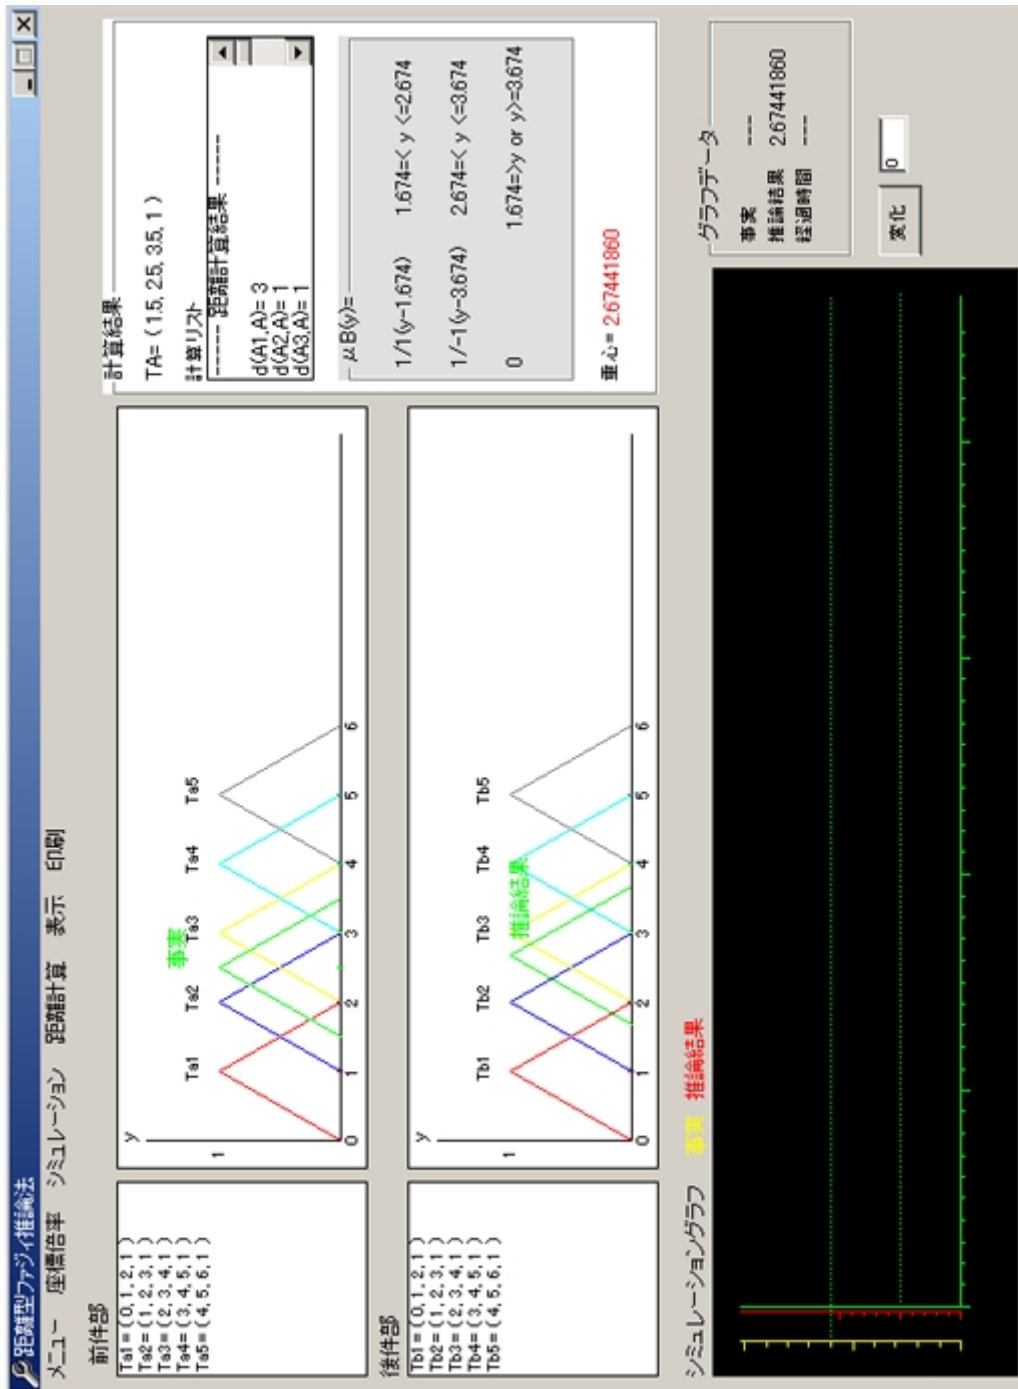 距離型ファジィ推論法
メニュー 座標倍率 シミュレーション 距離計算 表示 印刷
前件部
Ta1=(0,1,2,1)
Ta2=(1,2,3,1)
Ta3=(2,3,4,1)
Ta4=(3,4,5,1)
Ta5=(4,5,6,1)
y
1
事実
Ta1 Ta2 Ta3 Ta4 Ta5
0 1 2 3 4 5 6
後件部
Tb1=(0,1,2,1)
Tb2=(1,2,3,1)
Tb3=(2,3,4,1)
Tb4=(3,4,5,1)
Tb5=(4,5,6,1)
y
1
推論結果
Tb1 Tb2 Tb3 Tb4 Tb5
0 1 2 3 4 5 6
計算結果
TA=(1.5, 2.5, 3.5, 1)
計算リスト
------ 距離計算結果 ------
d(A1,A)= 3
d(A2,A)= 1
d(A3,A)= 1
μB(y)=
1/1(y-1.674) 1.674=< y <=2.674
1/-1(y-3.674) 2.674=< y <=3.674
0 1.674=>y or y>=3.674
重心= 2.67441860
シミュレーショングラフ 事実 推論結果
グラフデータ
事実 ---
推論結果 2.67441860
経過時間 ---
変化 0